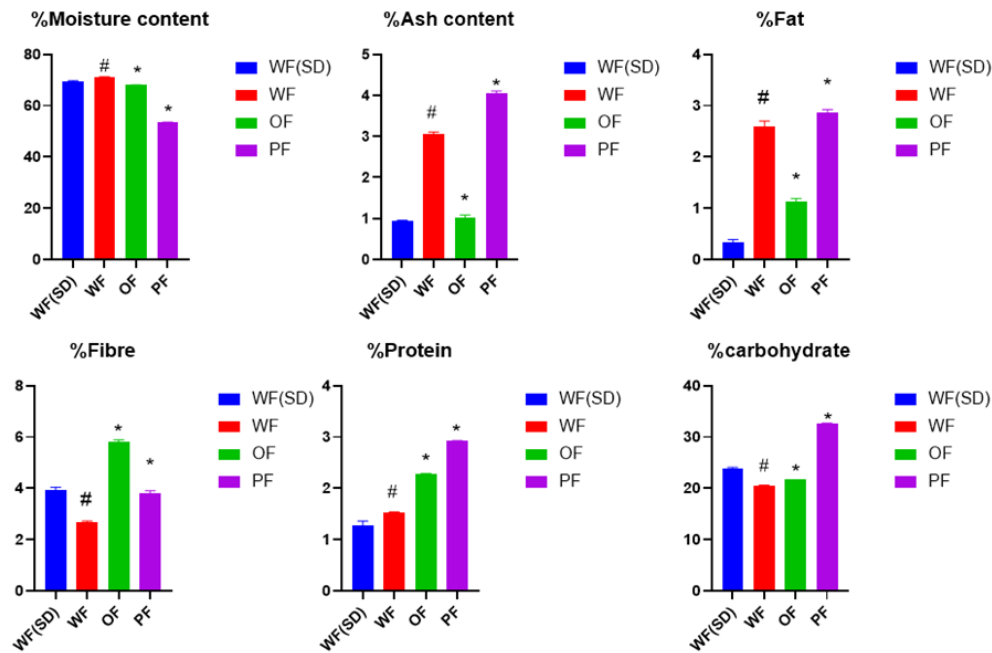 %Moisture content
80
60
40
20
0
#
*
*
WF(SD)
WF
OF
PF
WF(SD)
WF
OF
PF
%Ash content
5
4
3
2
1
0
#
*
*
WF(SD)
WF
OF
PF
WF(SD)
WF
OF
PF
%Fat
4
3
2
1
0
#
*
*
WF(SD)
WF
OF
PF
WF(SD)
WF
OF
PF
%Fibre
8
6
4
2
0
#
*
*
WF(SD)
WF
OF
PF
WF(SD)
WF
OF
PF
%Protein
4
3
2
1
0
#
*
*
WF(SD)
WF
OF
PF
WF(SD)
WF
OF
PF
%carbohydrate
40
30
20
10
0
#
*
*
WF(SD)
WF
OF
PF
WF(SD)
WF
OF
PF